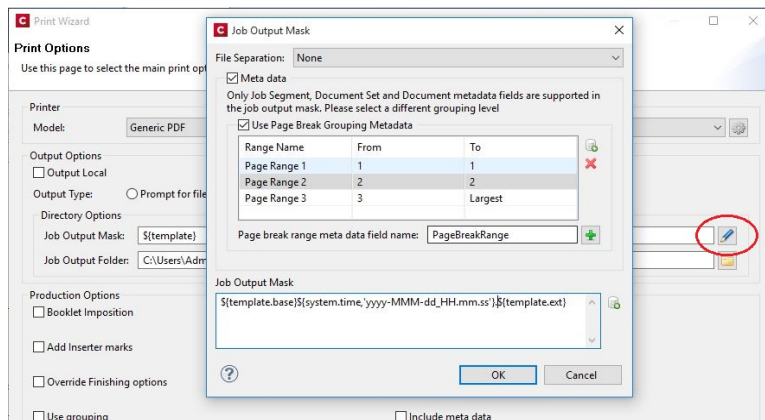 C Print Wizard
Print Options
Use this page to select the main print opt
Printer
Model: Generic PDF
Output Options
Output Local
Output Type: Prompt for file
Directory Options
Job Output Mask: ${template}
Job Output Folder: C:\Users\Adm
Production Options
Booklet Imposition
Add Inserter marks
Override Finishing options
Use grouping
Include meta data
C Job Output Mask
File Separation: None
Meta data
Only Job Segment, Document Set and Document metadata fields are supported in
the job output mask. Please select a different grouping level
Use Page Break Grouping Metadata
Range Name From To
Page Range 1 1 1
Page Range 2 2 2
Page Range 3 3 Largest
Page break range meta data field name: PageBreakRange
Job Output Mask
${template.base}${system.time,'yyyy-MMM-dd_HH.mm.ss'}.${template.ext}
?
OK Cancel